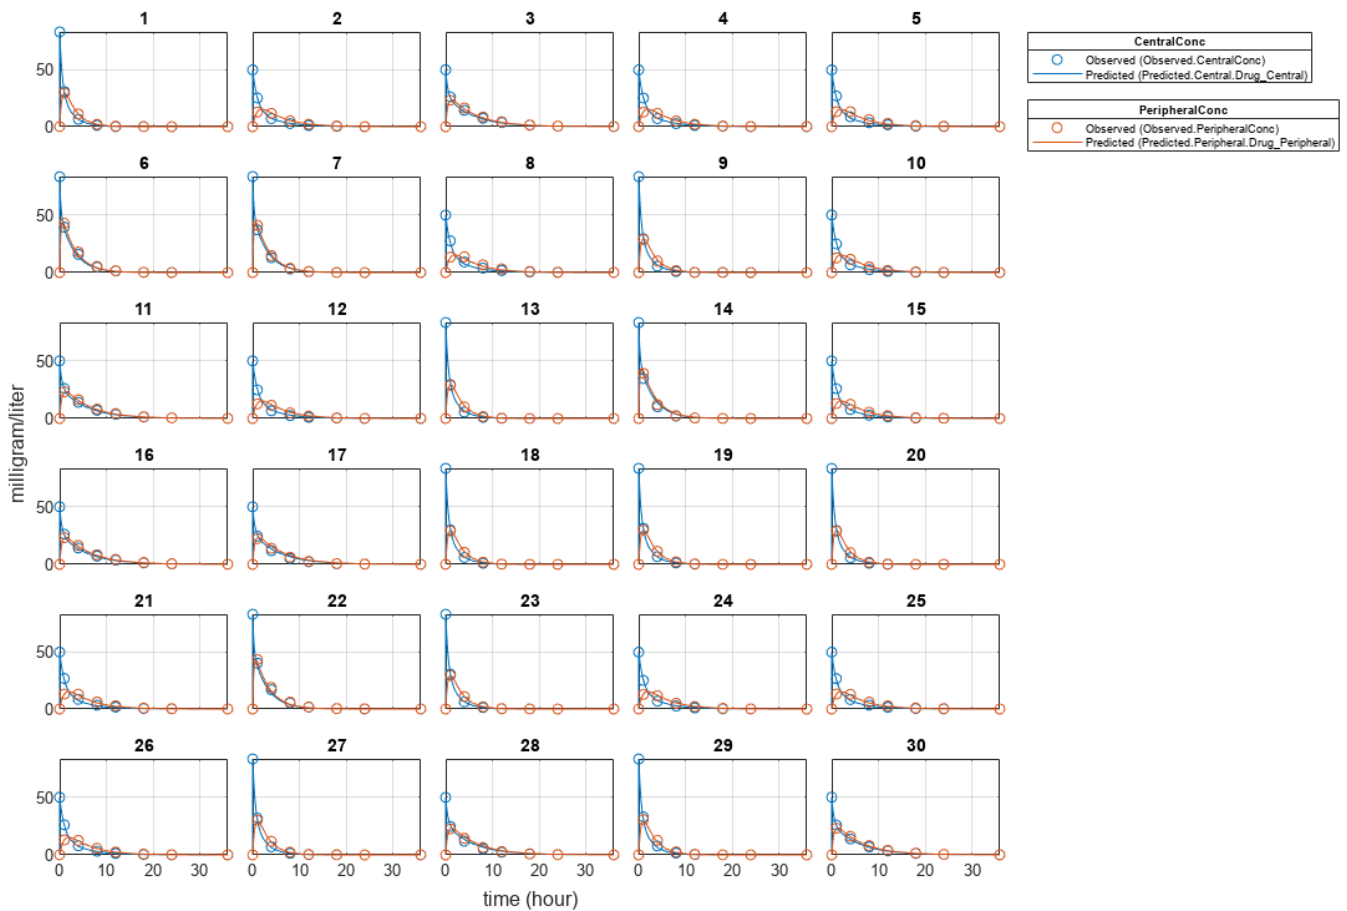 1 2 3 4 5
50
0
CentralConc
Observed (Observed.CentralConc)
Predicted (Predicted.Central.Drug_Central)
PeripheralConc
Observed (Observed.PeripheralConc)
Predicted (Predicted.Peripheral.Drug_Peripheral)
6 7 8 9 10
50
0
11 12 13 14 15
50
0
milligram/liter
16 17 18 19 20
50
0
21 22 23 24 25
50
0
26 27 28 29 30
50
0
0 10 20 30 0 10 20 30 0 10 20 30 0 10 20 30 0 10 20 30
time (hour)